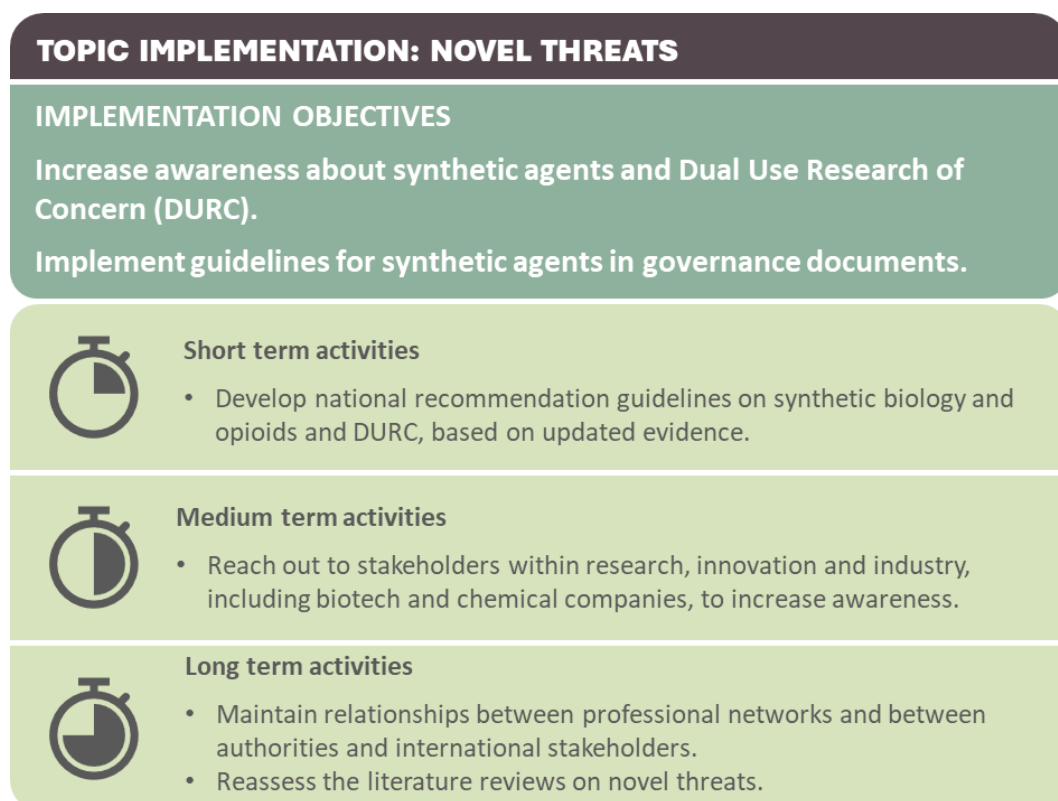 TOPIC IMPLEMENTATION: NOVEL THREATS
IMPLEMENTATION OBJECTIVES
Increase awareness about synthetic agents and Dual Use Research of
Concern (DURC).
Implement guidelines for synthetic agents in governance documents.
Short term activities
• Develop national recommendation guidelines on synthetic biology and
opioids and DURC, based on updated evidence.
Medium term activities
• Reach out to stakeholders within research, innovation and industry,
including biotech and chemical companies, to increase awareness.
Long term activities
• Maintain relationships between professional networks and between
authorities and international stakeholders.
• Reassess the literature reviews on novel threats.